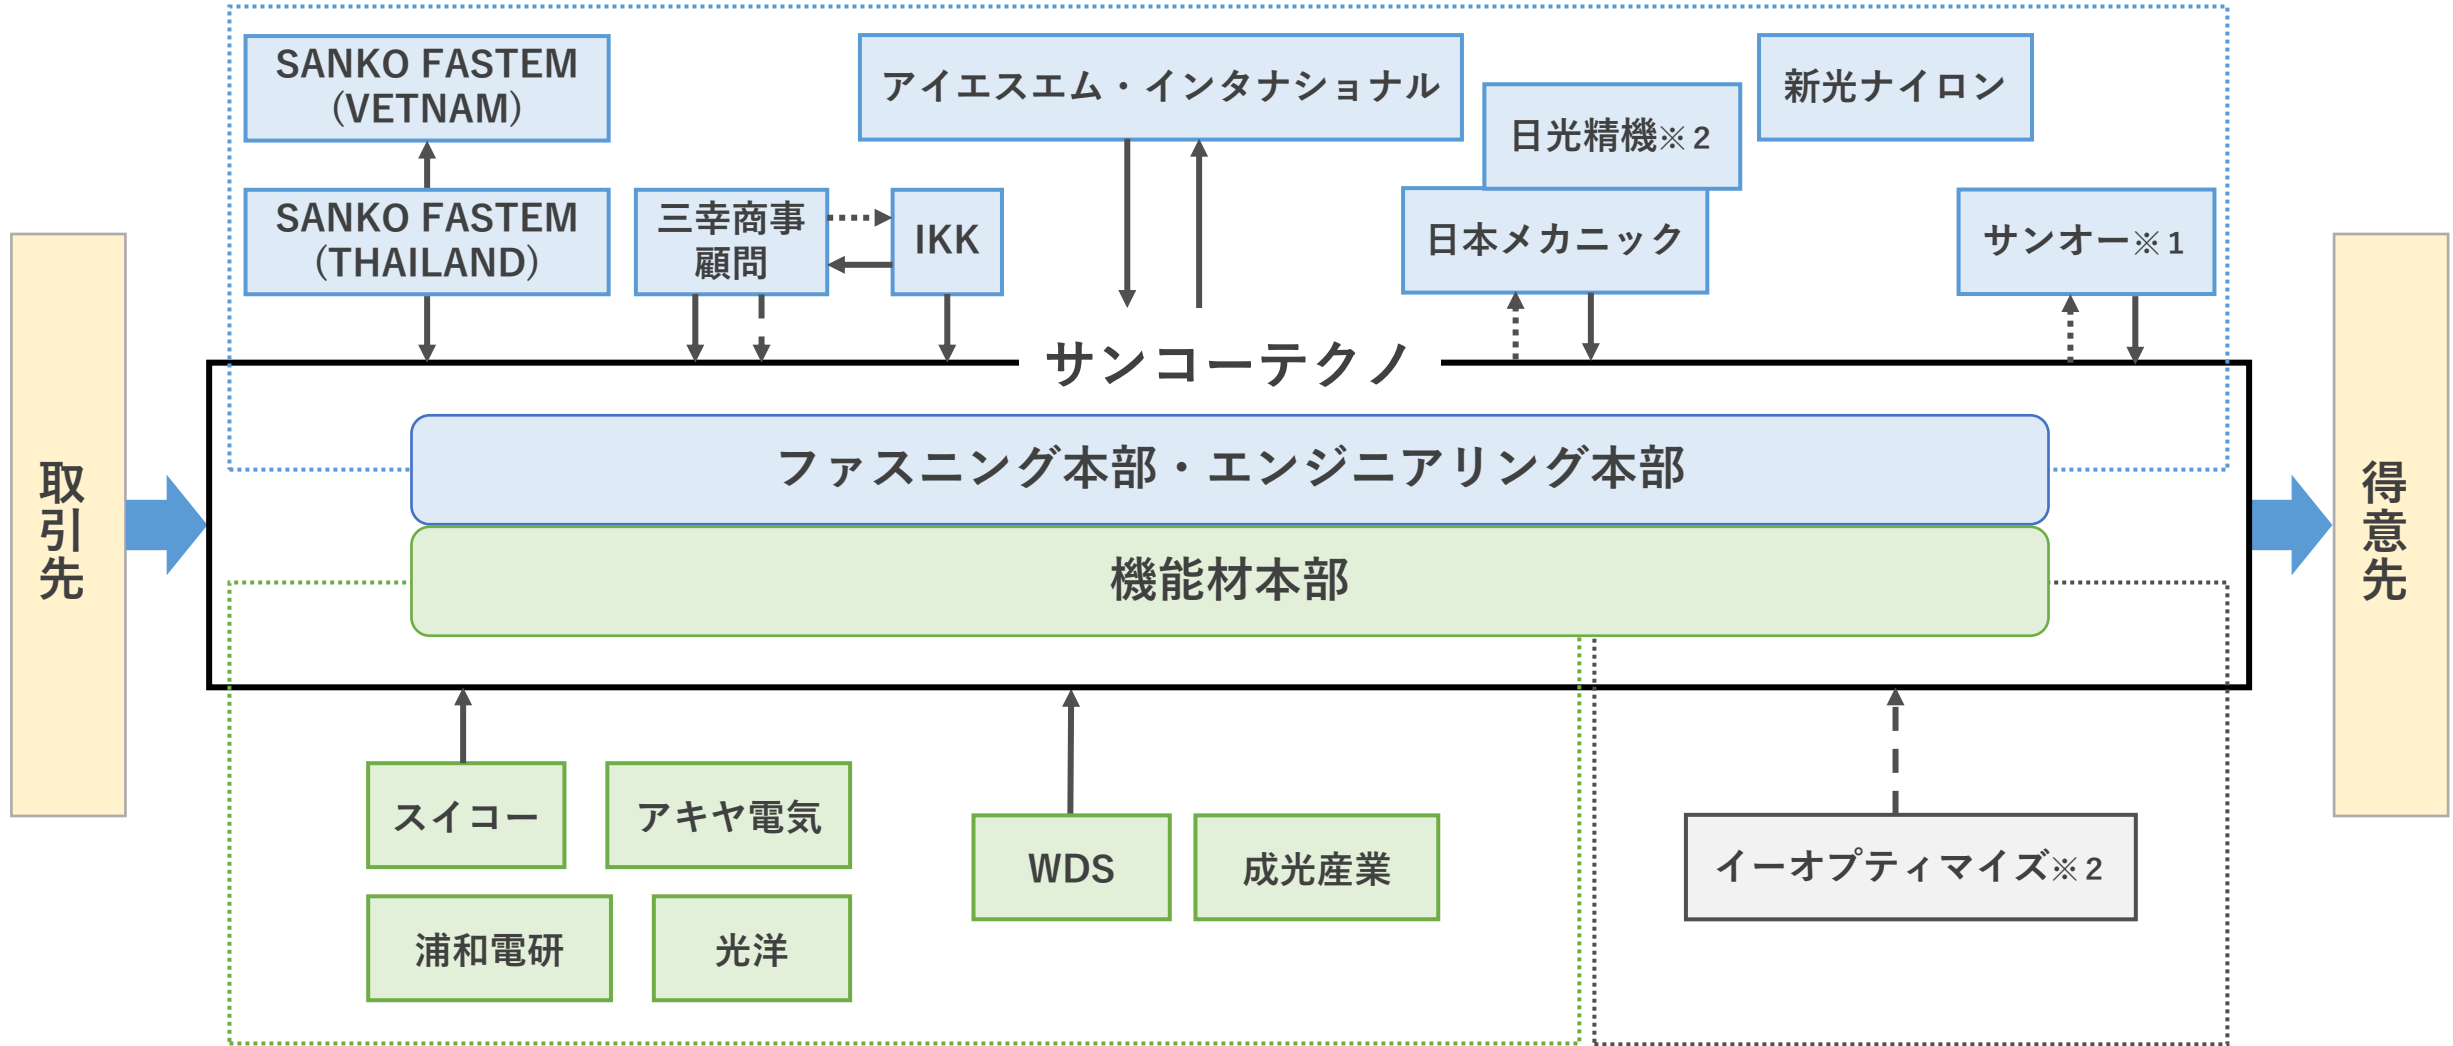 SANKO FASTEM
(VETNAM)
アイエスエム・インタナショナル
新光ナイロン
日光精機※2
SANKO FASTEM
(THAILAND)
三幸商事
顧問
IKK
日本メカニック
サンオー※1
サンコーテクノ
取引先
ファスニング本部・エンジニアリング本部
得意先
機能材本部
スイコー
アキヤ電気
WDS
成光産業
イーオプティマイズ※2
浦和電研
光洋